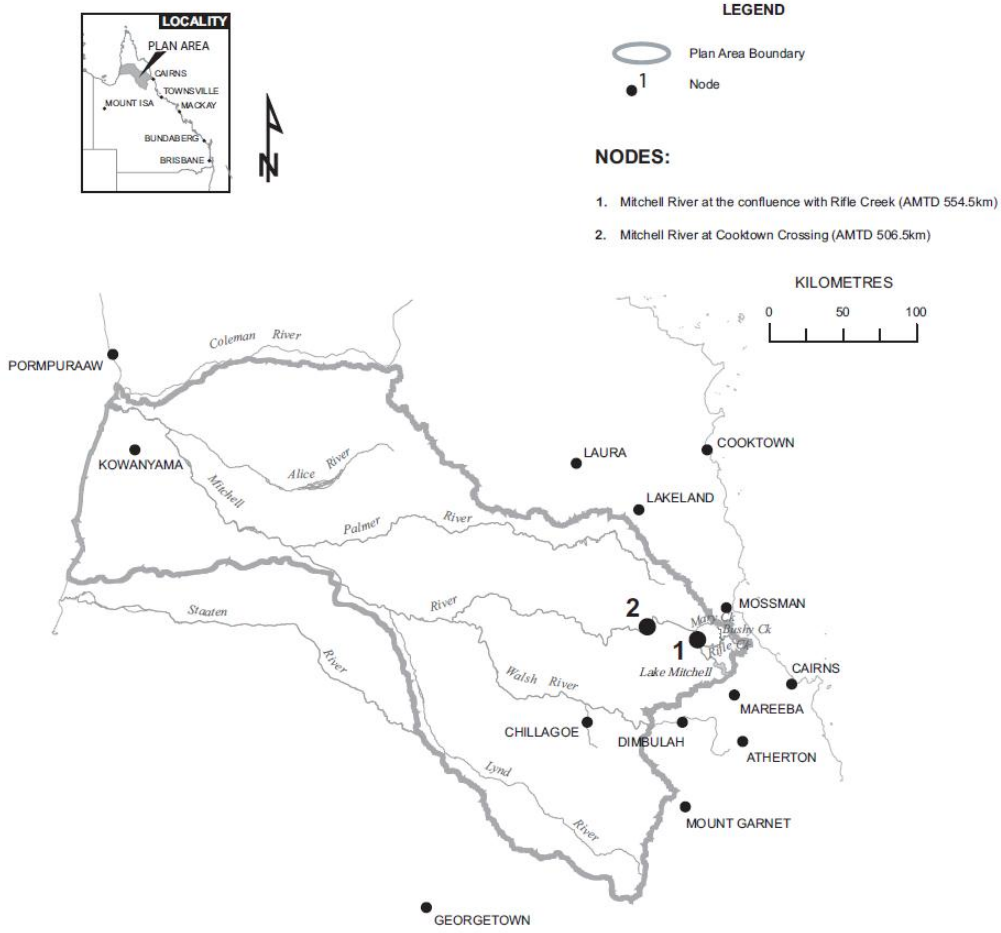 LOCALITY
PLAN AREA
CAIRNS
TOWNSVILLE
MOUNT ISA
MACKAY
BUNDABERG
BRISBANE
N
LEGEND
Plan Area Boundary
1
Node
NODES:
1. Mitchell River at the confluence with Rifle Creek (AMTD 554.5km)
2. Mitchell River at Cooktown Crossing (AMTD 506.5km)
KILOMETRES
0 50 100
Coleman River
PORMPURAAW
COOKTOWN
LAURA
KOWANYAMA
Alice River
Mitchell
LAKELAND
Palmer River
River
Staaten
River
MOSSMAN
2
Mary Ck
Bushy Ck
1
Rifle Ck
Lake Mitchell
CAIRNS
Walsh River
MAREEBA
CHILLAGOE
DIMBULAH
ATHERTON
Lynd
River
MOUNT GARNET
GEORGETOWN